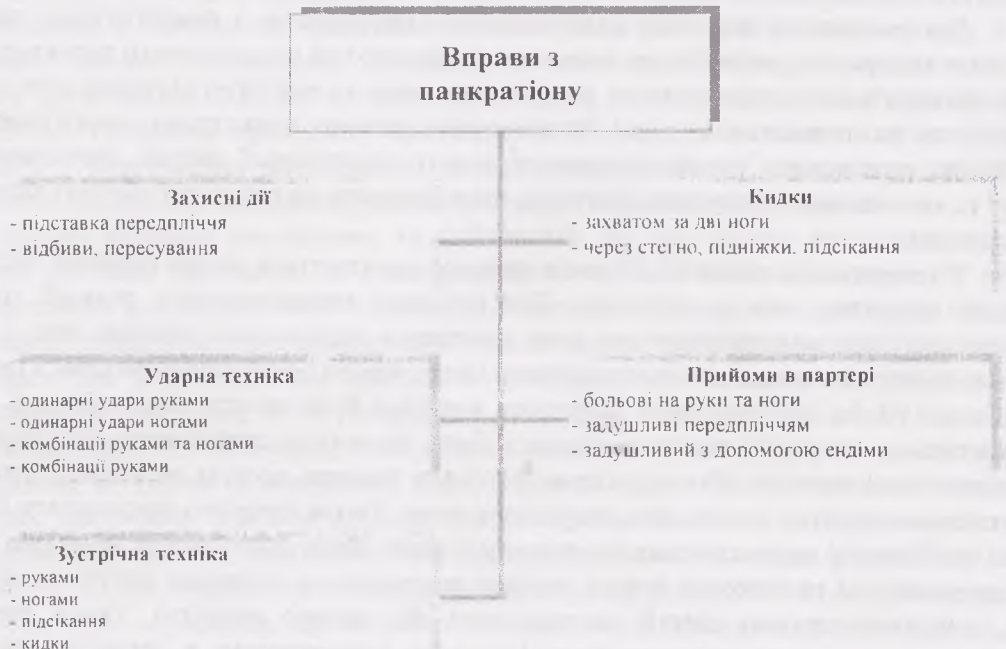 Вправи з
панкратіону
Захисні дії
- підставка передпліччя
- відбиви, пересування
Кидки
- захватом за дві ноги
- через стегно, підніжки. підсікання
Ударна техніка
- одинарні удари руками
- одинарні удари ногами
- комбінації руками та ногами
- комбінації руками
Прийоми в партері
- больові на руки та ноги
- задушливі передпліччям
- задушливий з допомогою ендіми
Зустрічна техніка
- руками
- ногами
- підсікання
- кидки